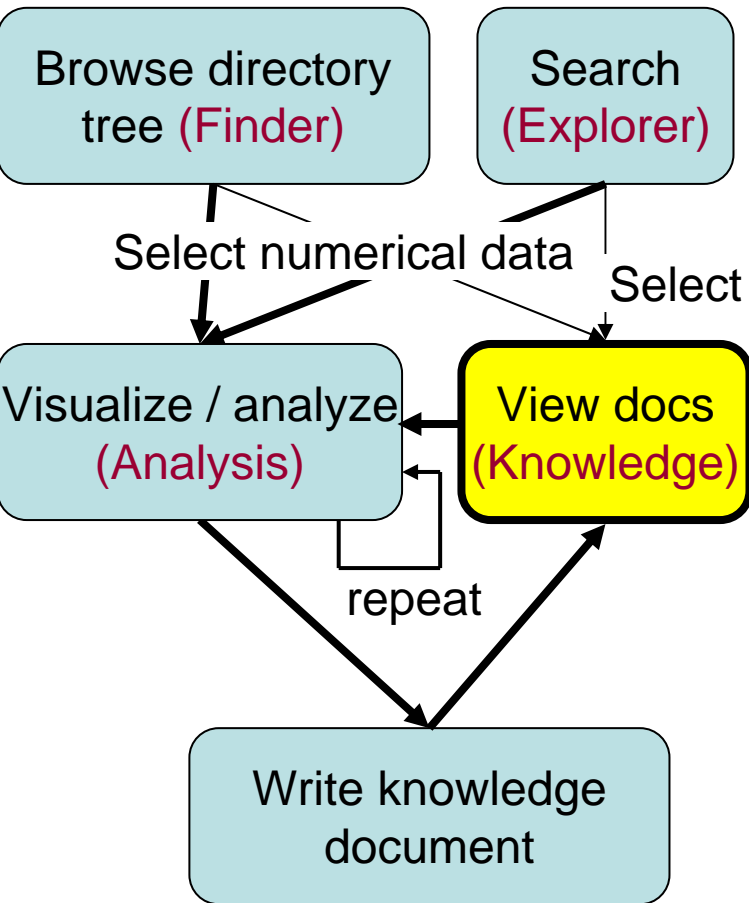 Browse directory
tree (Finder)
Search
(Explorer)
Select numerical data
Select
Visualize / analyze
(Analysis)
View docs
(Knowledge)
repeat
Write knowledge
document